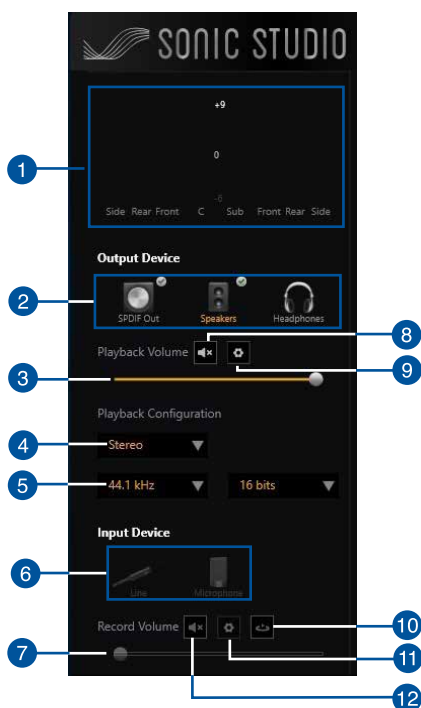 SONIC STUDIO
+9
1
0
-0
Side Rear Front C Sub Front Rear Side
Output Device
2
SPDIF Out Speakers Headphones
8
Playback Volume
9
3
Playback Configuration
4 Stereo
5 44.1 kHz 16 bits
Input Device
6
Line Microphone
Record Volume
10
7
11
12